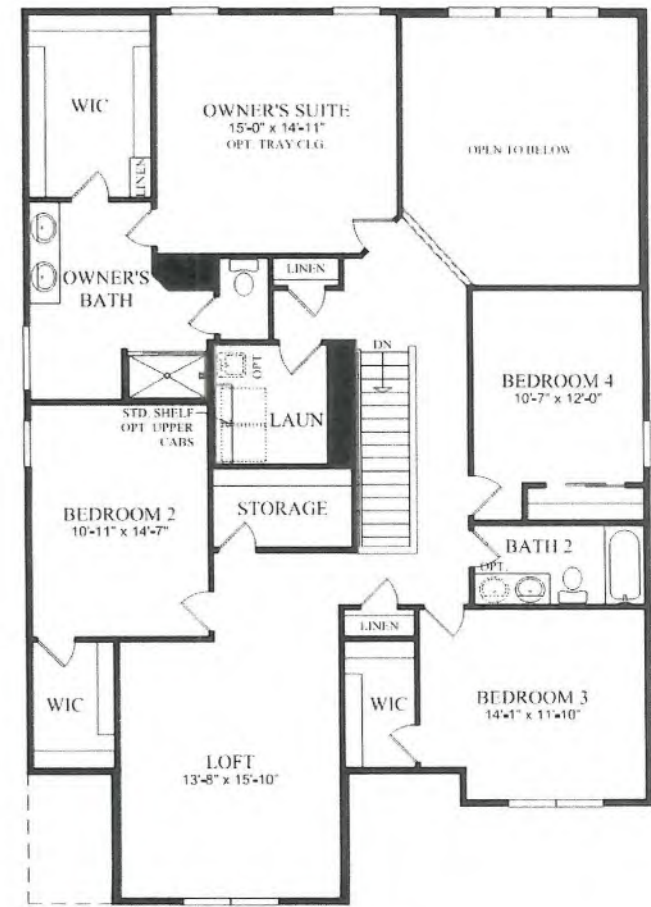 WIC
LINEN
OWNER'S SUITE
15'-0" x 14'-11"
OPT. TRAY CLG.
OPEN TO BELOW
OWNER'S
BATH
LINEN
DN
OPT
LAUN
STD. SHELF
OPT UPPER
CABS
BEDROOM 4
10'-7" x 12'-0"
BEDROOM 2
10'-11" x 14'-7"
STORAGE
BATH 2
OPT.
LINEN
WIC
WIC
BEDROOM 3
14'-1" x 11'-10"
LOFT
13'-8" x 15'-10"